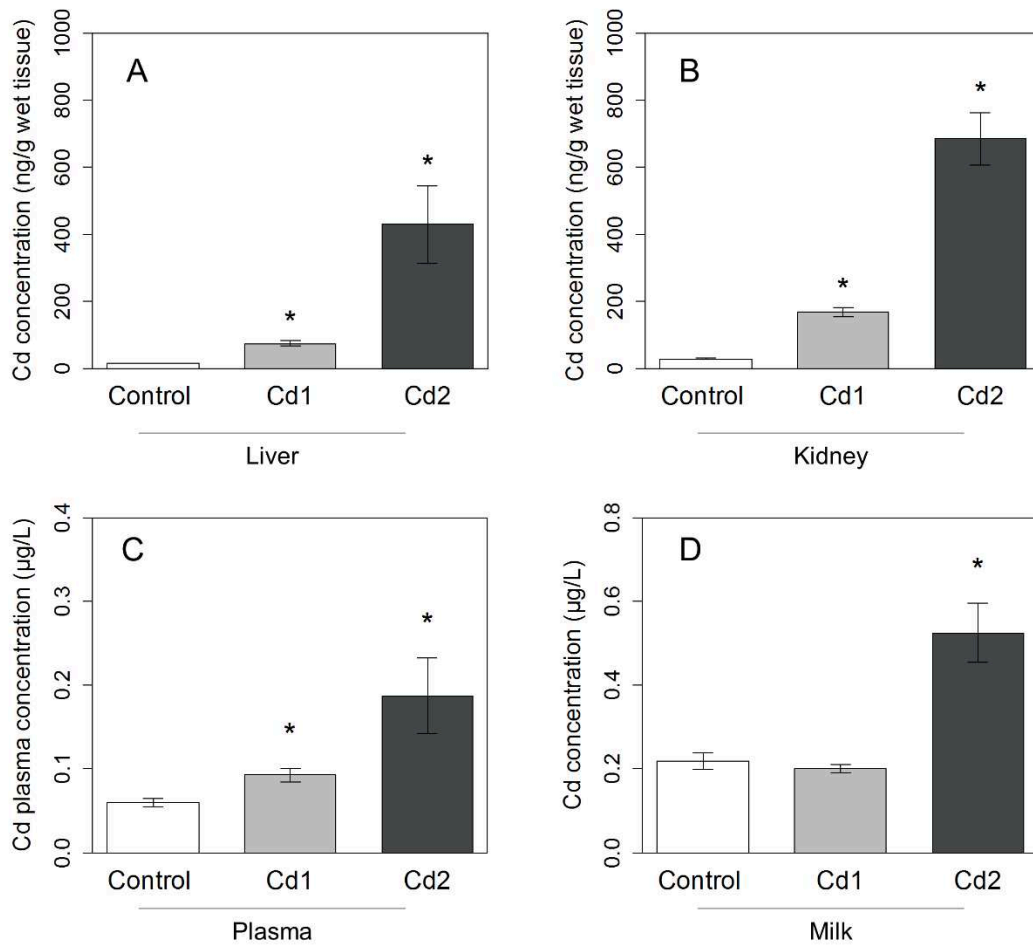 A
Cd concentration (ng/g wet tissue)
1000
800
600
400
200
0
*
*
Control Cd1 Cd2
Liver
B
Cd concentration (ng/g wet tissue)
1000
800
600
400
200
0
*
*
Control Cd1 Cd2
Kidney
C
Cd plasma concentration (µg/L)
0.4
0.3
0.2
0.1
0.0
*
*
Control Cd1 Cd2
Plasma
D
Cd concentration (µg/L)
0.8
0.6
0.4
0.2
0.0
*
Control Cd1 Cd2
Milk